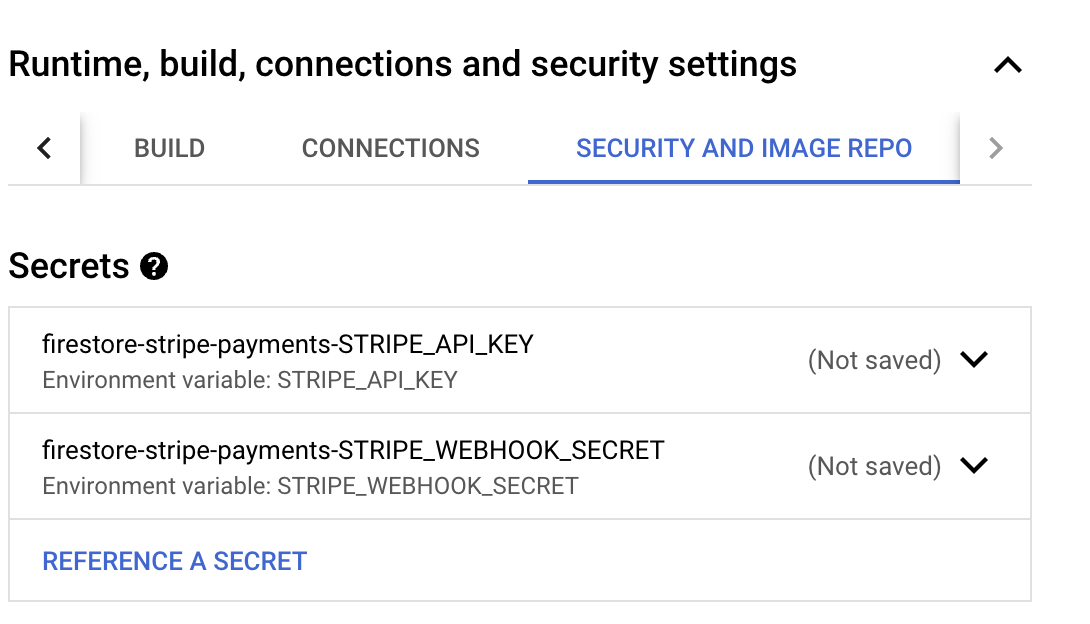 Runtime, build, connections and security settings
BUILD CONNECTIONS SECURITY AND IMAGE REPO
Secrets ?
firestore-stripe-payments-STRIPE_API_KEY
(Not saved)
Environment variable: STRIPE_API_KEY
firestore-stripe-payments-STRIPE_WEBHOOK_SECRET
(Not saved)
Environment variable: STRIPE_WEBHOOK_SECRET
REFERENCE A SECRET